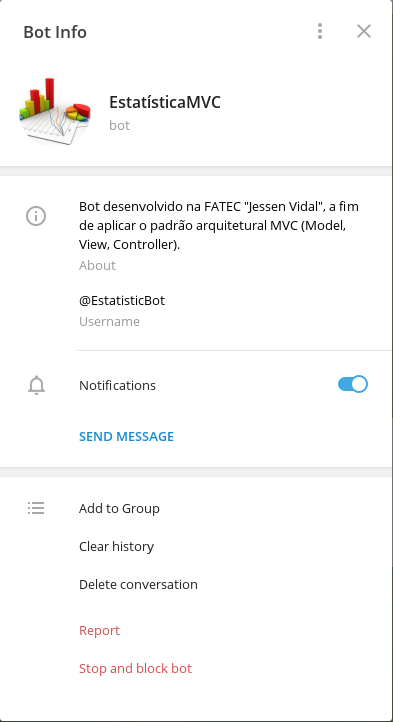 Bot Info
EstatísticaMVC
bot
Bot desenvolvido na FATEC "Jessen Vidal", a fim
de aplicar o padrão arquitetural MVC (Model,
View, Controller).
About
@EstatisticBot
Username
Notifications
SEND MESSAGE
Add to Group
Clear history
Delete conversation
Report
Stop and block bot